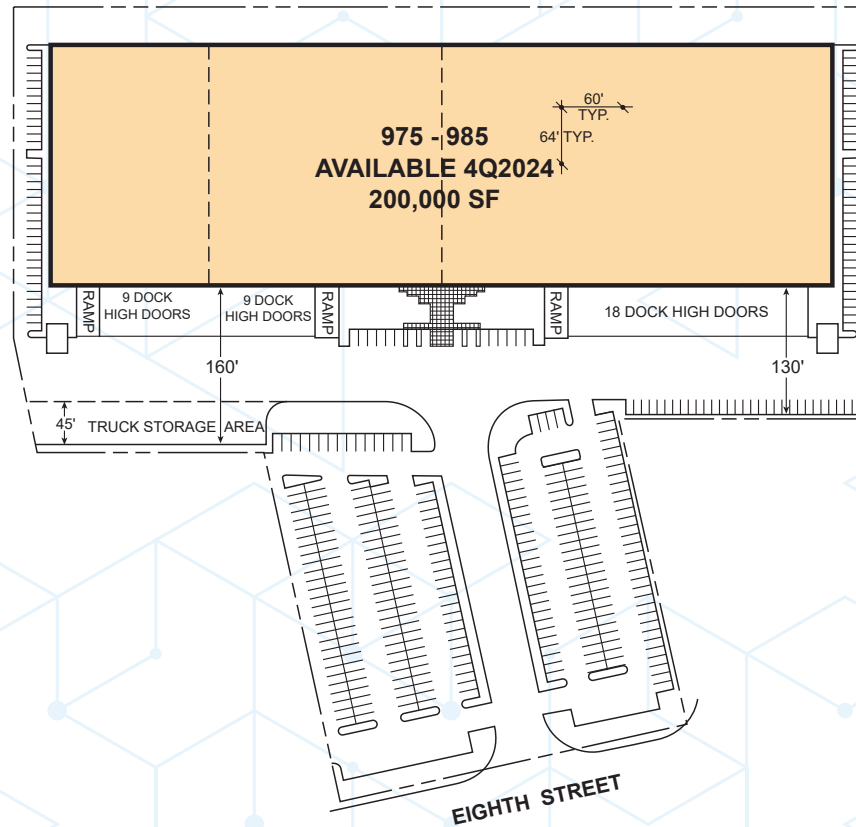 60'
TYP.
64' TYP.
975 - 985
AVAILABLE 4Q2024
200,000 SF
RAMP
9 DOCK
HIGH DOORS
9 DOCK
HIGH DOORS
RAMP
RAMP
18 DOCK HIGH DOORS
160'
130'
45'
TRUCK STORAGE AREA
EIGHTH STREET